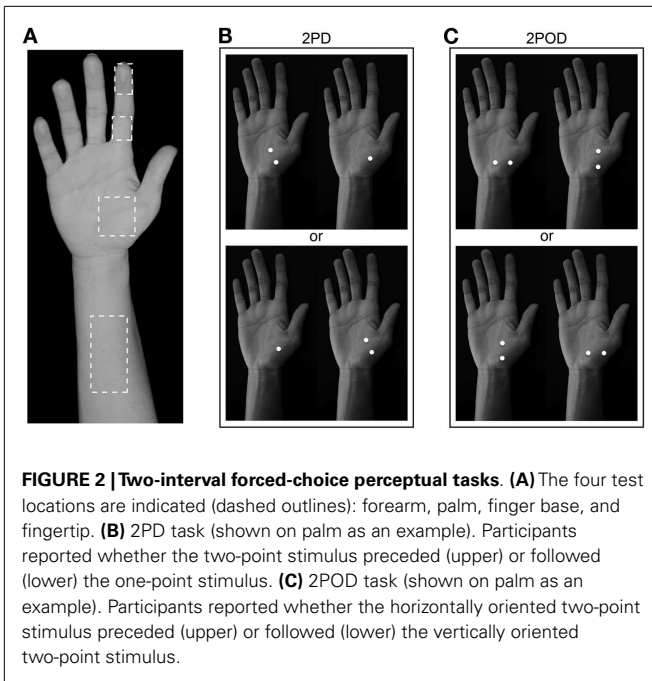 A
B
2PD
or
C
2POD
or
FIGURE 2 | Two-interval forced-choice perceptual tasks. (A) The four test
locations are indicated (dashed outlines): forearm, palm, finger base, and
fingertip. (B) 2PD task (shown on palm as an example). Participants
reported whether the two-point stimulus preceded (upper) or followed
(lower) the one-point stimulus. (C) 2POD task (shown on palm as an
example). Participants reported whether the horizontally oriented two-point
stimulus preceded (upper) or followed (lower) the vertically oriented
two-point stimulus.